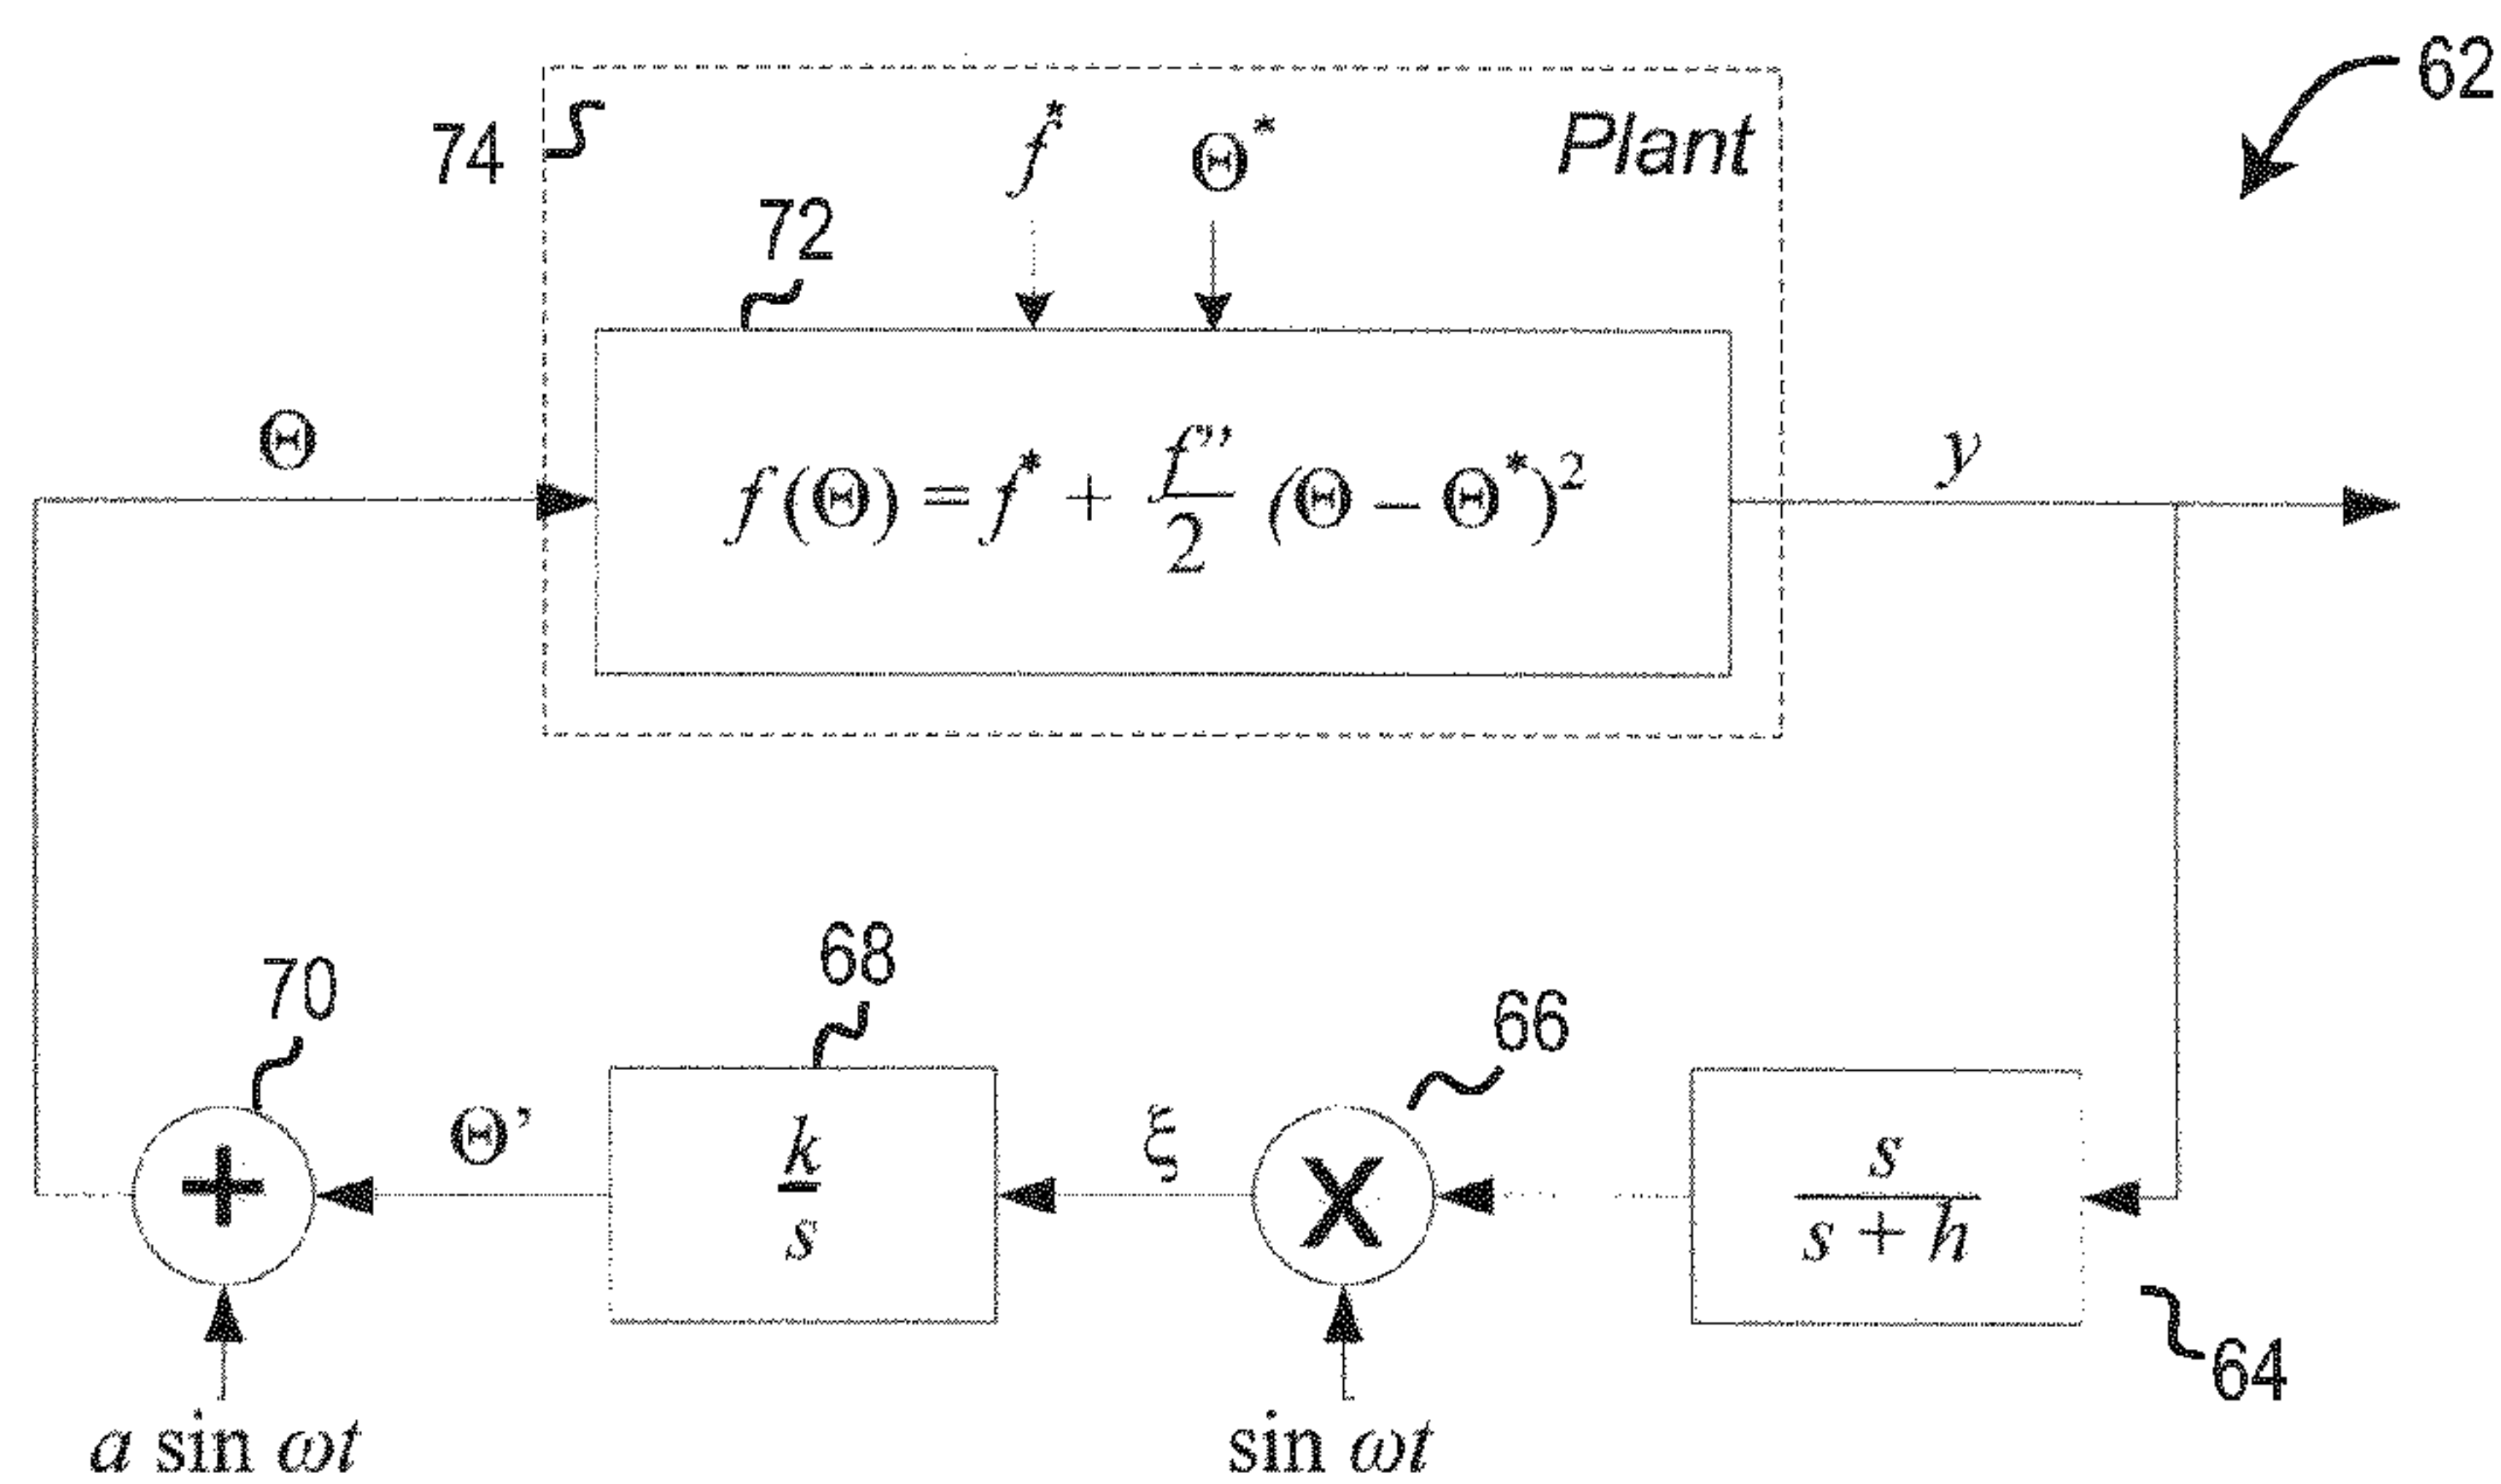 62
74
f*
Θ*
Plant
72
Θ
f(Θ) = f* + f''/2 (Θ – Θ*)²
y
70
68
66
Θ'
k/s
ξ
s/(s + h)
+
X
64
a sin ωt
sin ωt